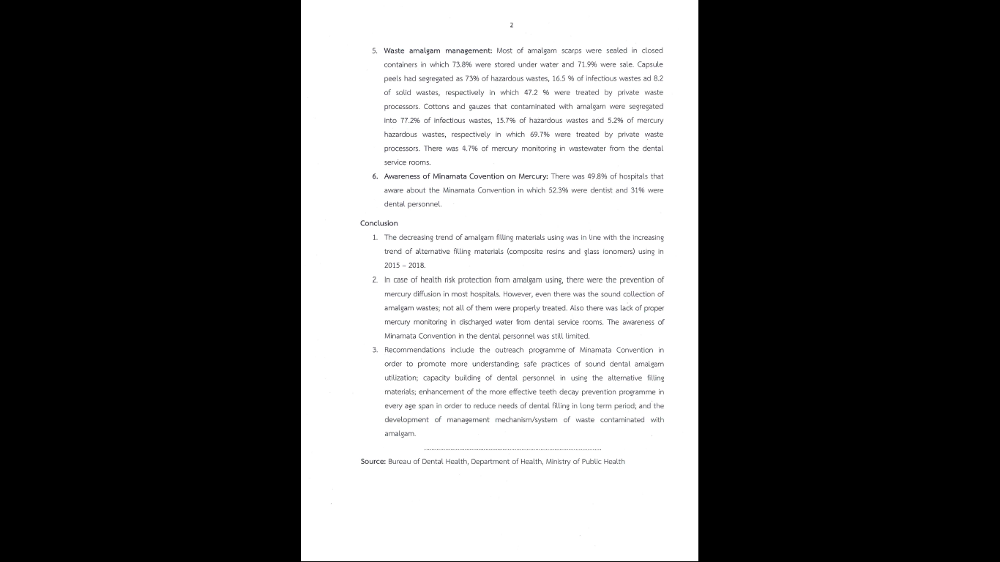 2
5. Waste amalgam management: Most of amalgam scarps were sealed in closed
containers in which 73.8% were stored under water and 71.9% were sale. Capsule
peels had segregated as 73% of hazardous wastes, 16.5 % of infectious wastes ad 8.2
of solid wastes, respectively in which 47.2 % were treated by private waste
processors. Cottons and gauzes that contaminated with amalgam were segregated
into 77.2% of infectious wastes, 15.7% of hazardous wastes and 5.2% of mercury
hazardous wastes, respectively in which 69.7% were treated by private waste
processors. There was 4.7% of mercury monitoring in wastewater from the dental
service rooms.
6. Awareness of Minamata Covention on Mercury: There was 49.8% of hospitals that
aware about the Minamata Convention in which 52.3% were dentist and 31% were
dental personnel.
Conclusion
1. The decreasing trend of amalgam filling materials using was in line with the increasing
trend of alternative filling materials (composite resins and glass ionomers) using in
2015 – 2018.
2. In case of health risk protection from amalgam using, there were the prevention of
mercury diffusion in most hospitals. However, even there was the sound collection of
amalgam wastes; not all of them were properly treated. Also there was lack of proper
mercury monitoring in discharged water from dental service rooms. The awareness of
Minamata Convention in the dental personnel was still limited.
3. Recommendations include the outreach programme of Minamata Convention in
order to promote more understanding; safe practices of sound dental amalgam
utilization; capacity building of dental personnel in using the alternative filling
materials; enhancement of the more effective teeth decay prevention programme in
every age span in order to reduce needs of dental filling in long term period; and the
development of management mechanism/system of waste contaminated with
amalgam.
................................................................................
Source: Bureau of Dental Health, Department of Health, Ministry of Public Health